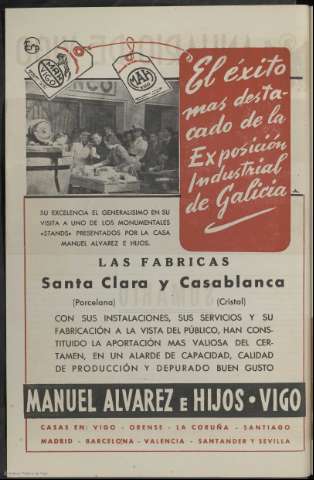 MAH
VIGO
MAH
El éxito
mas desta-
cado de la
Exposición
Industrial
de Galicia
SU EXCELENCIA EL GENERALISIMO EN SU
VISITA A UNO DE LOS MONUMENTALES
«STANDS» PRESENTADOS POR LA CASA
MANUEL ALVAREZ E HIJOS.
LAS FABRICAS
Santa Clara y Casablanca
(Porcelana) (Cristol)
CON SUS INSTALACIONES, SUS SERVICIOS Y SU
FABRICACIÓN A LA VISTA DEL PÚBLICO, HAN CONS-
TITUIDO LA APORTACIÓN MAS VALIOSA DEL CER-
TAMEN, EN UN ALARDE DE CAPACIDAD, CALIDAD
DE PRODUCCIÓN Y DEPURADO BUEN GUSTO
MANUEL ALVAREZ E HIJOS • VIGO
CASAS EN: VIGO - ORENSE - LA CORUÑA - SANTIAGO
MADRID - BARCELONA - VALENCIA - SANTANDER Y SEVILLA